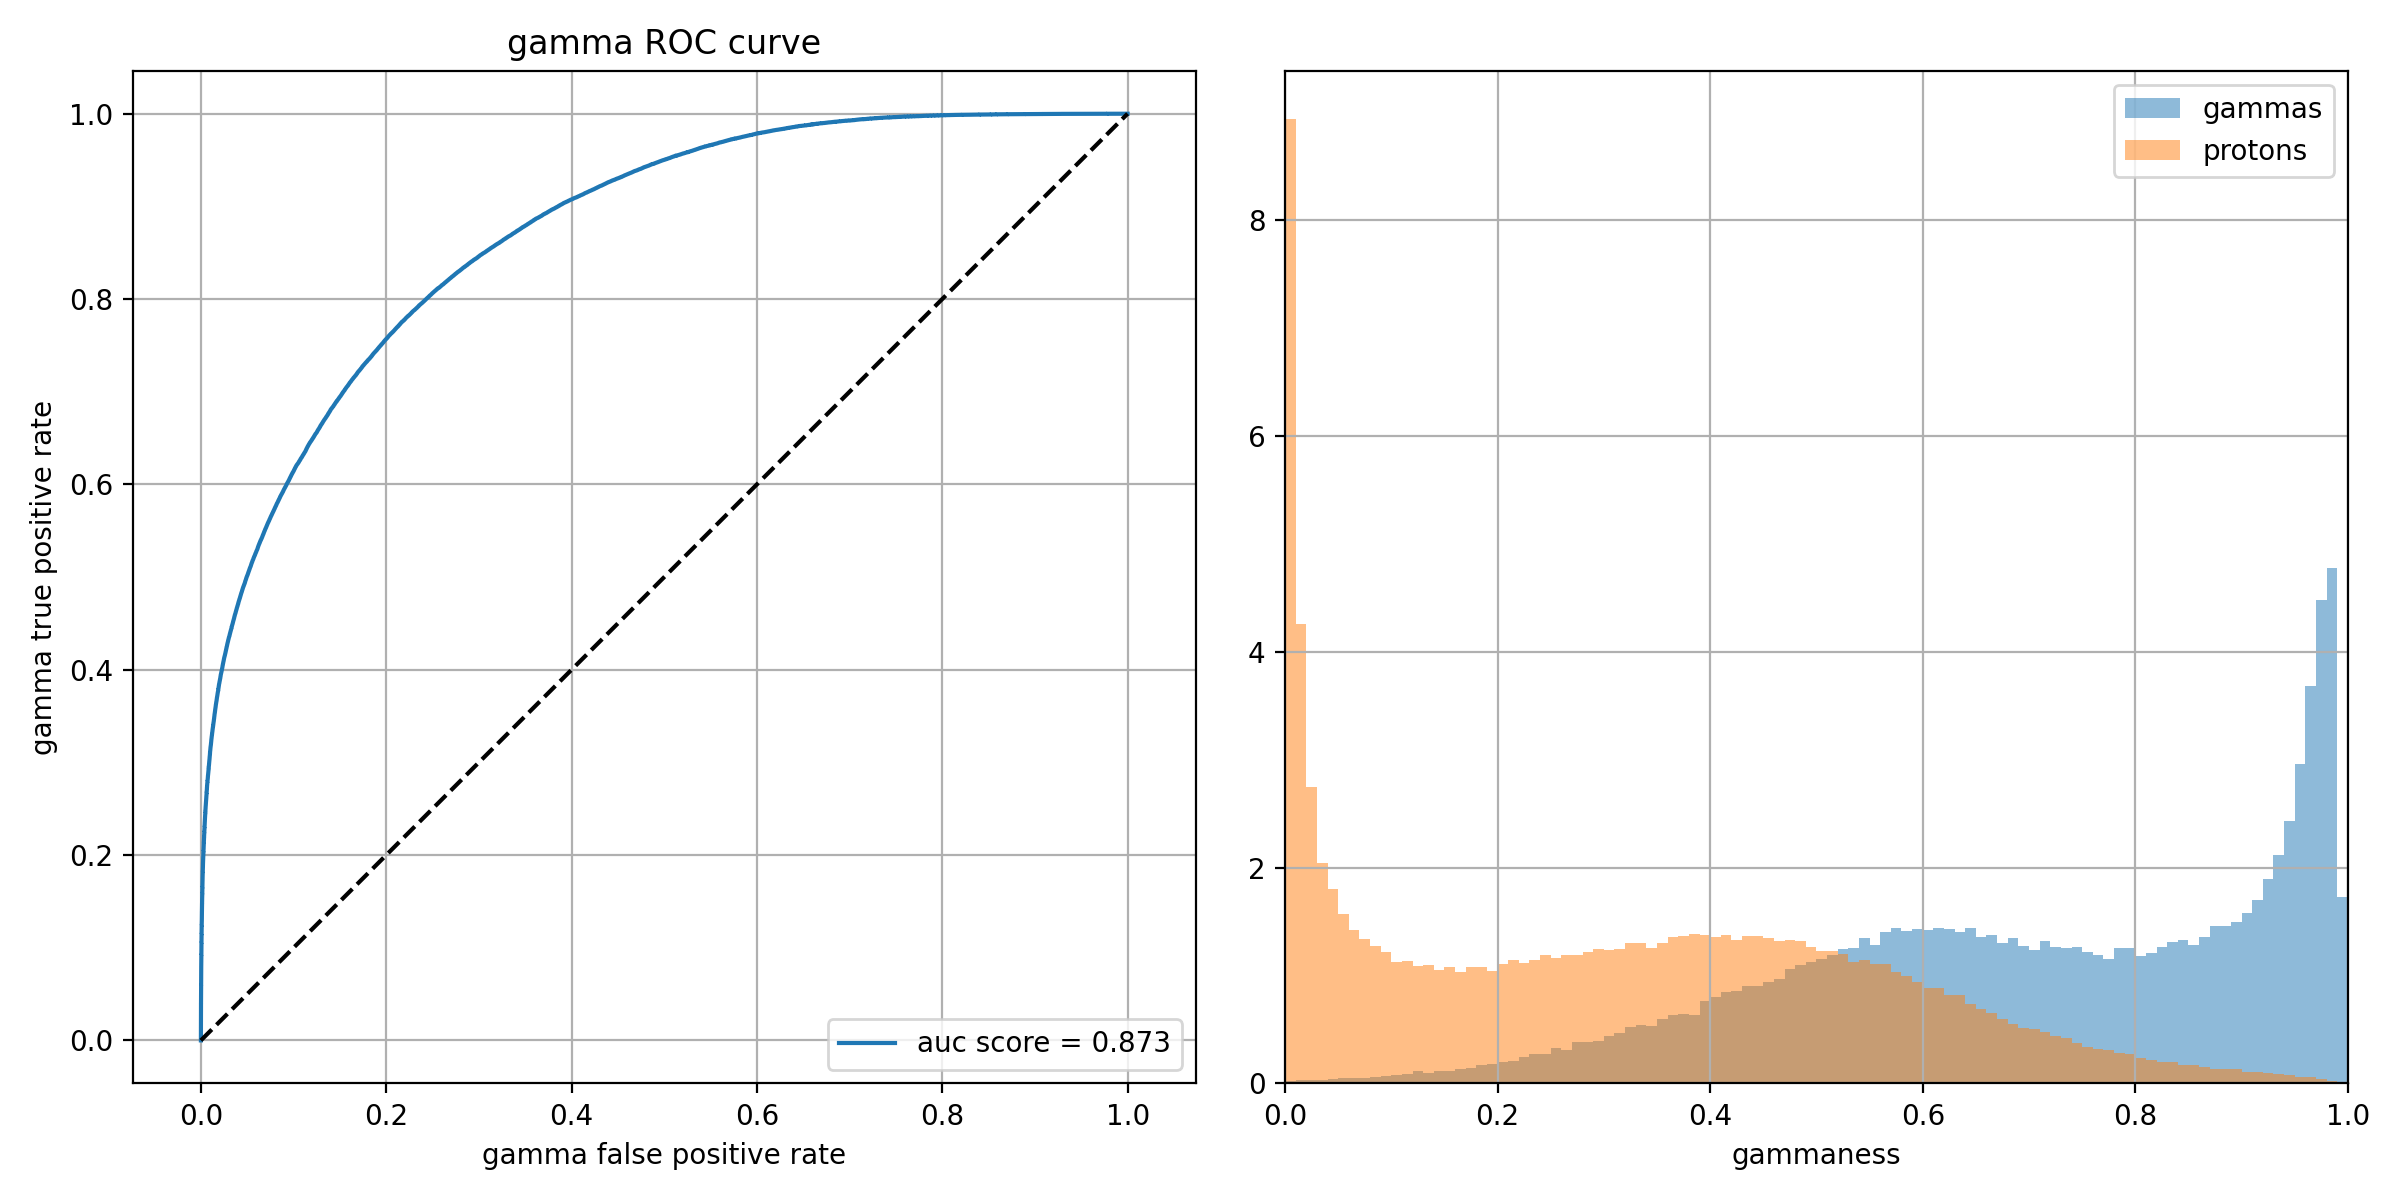 gamma ROC curve
gamma true positive rate
1.0
0.8
0.6
0.4
0.2
0.0
auc score = 0.873
0.0 0.2 0.4 0.6 0.8 1.0
gamma false positive rate
gammas
protons
8
6
4
2
0
0.0 0.2 0.4 0.6 0.8 1.0
gammaness